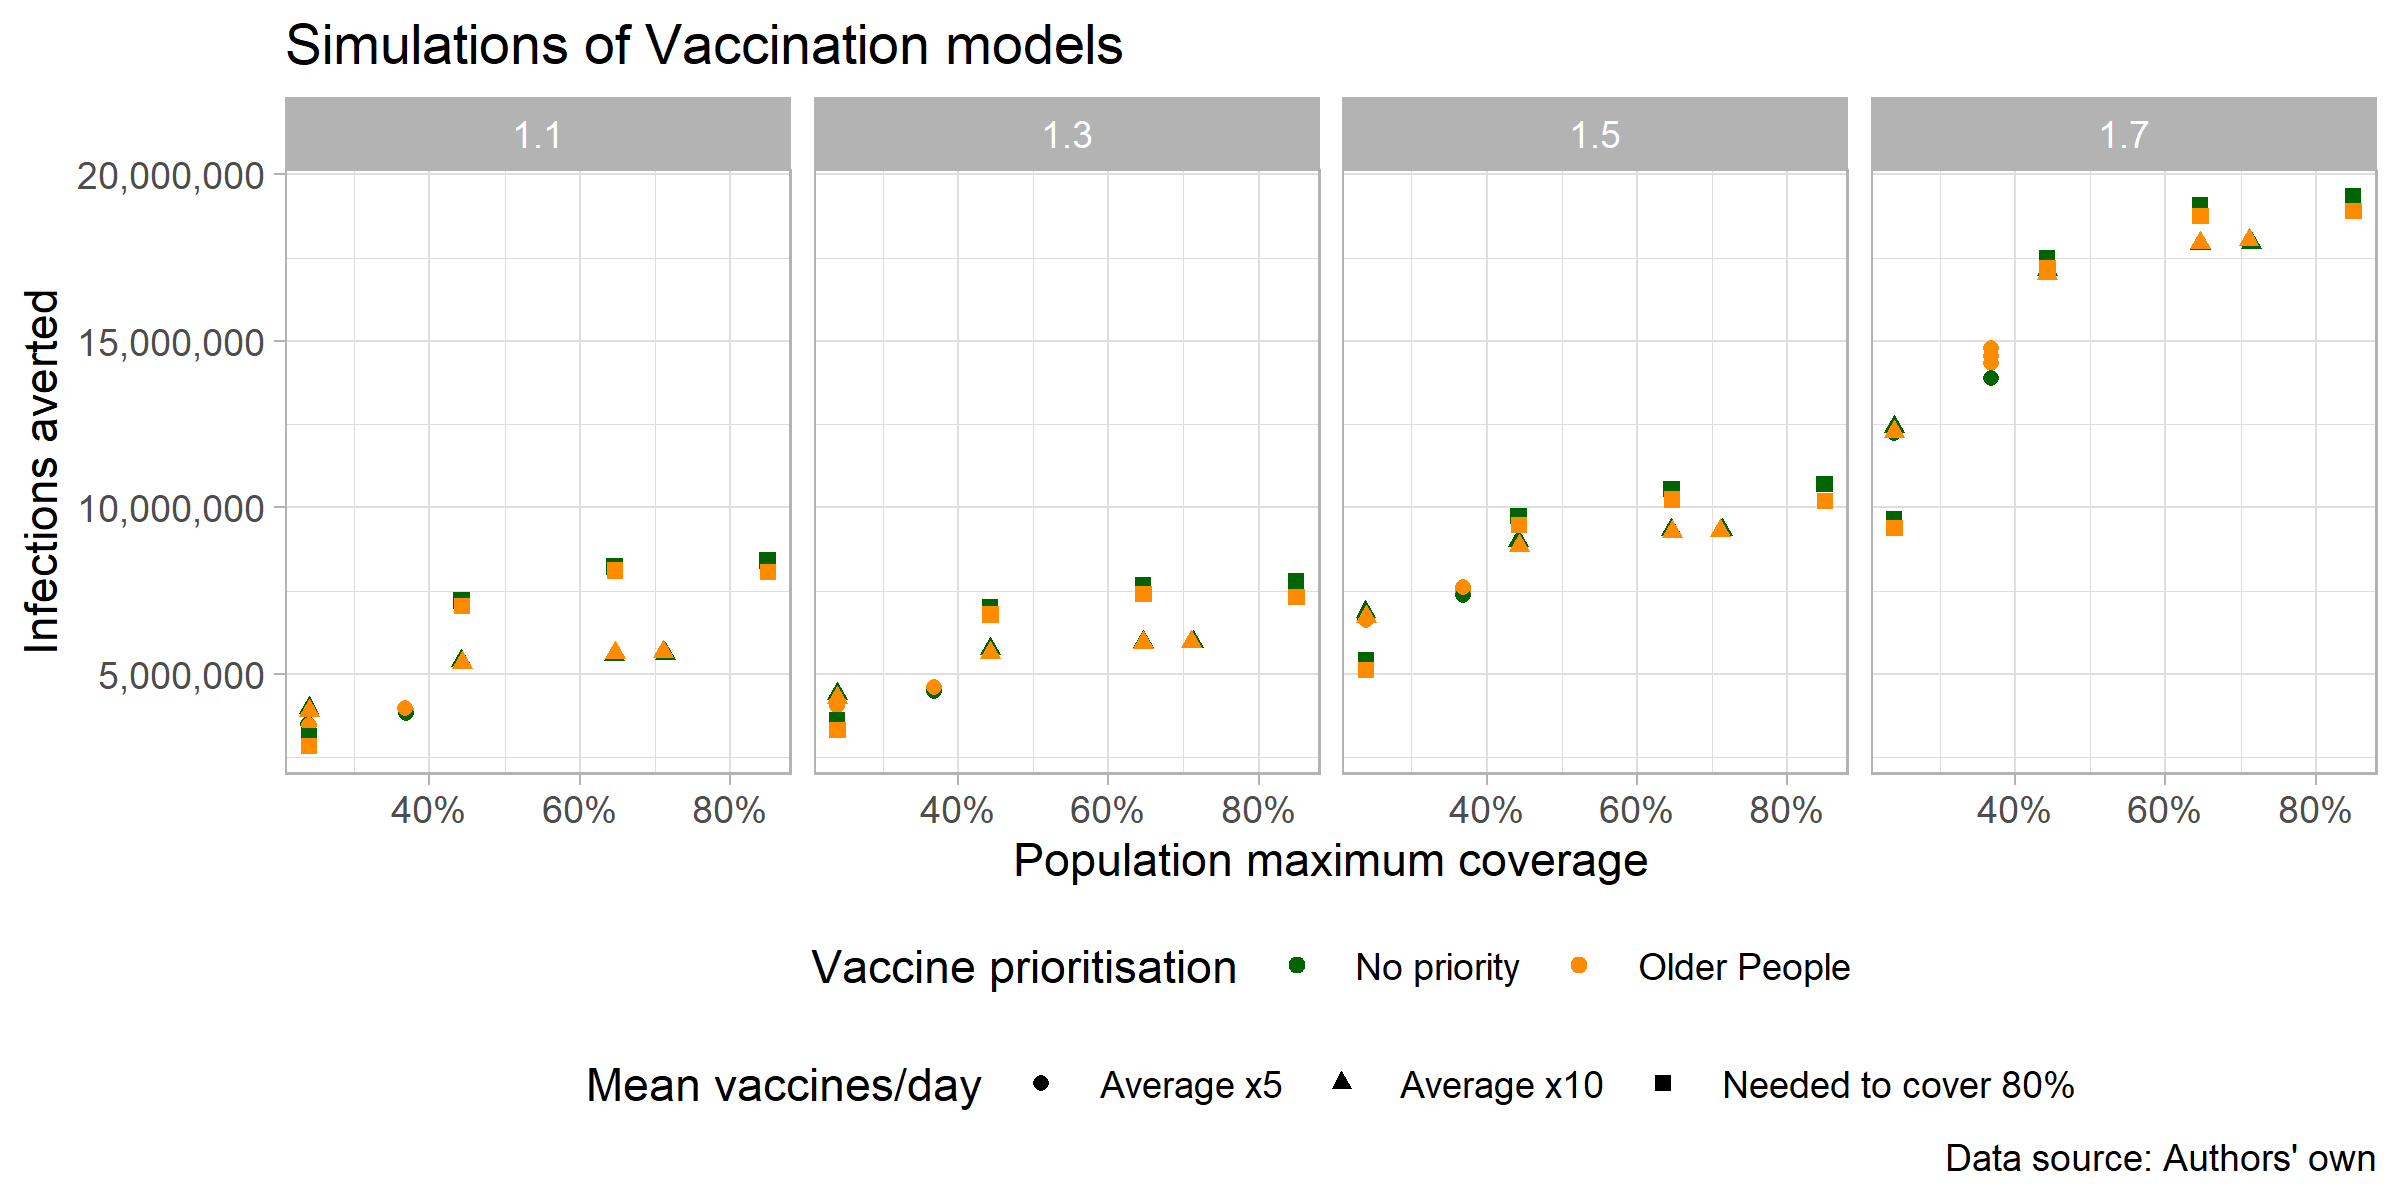 Simulations of Vaccination models
1.1 1.3 1.5 1.7
20,000,000
15,000,000
10,000,000
5,000,000
Infections averted
40% 60% 80% 40% 60% 80% 40% 60% 80% 40% 60% 80%
Population maximum coverage
Vaccine prioritisation No priority Older People
Mean vaccines/day Average x5 Average x10 Needed to cover 80%
Data source: Authors' own